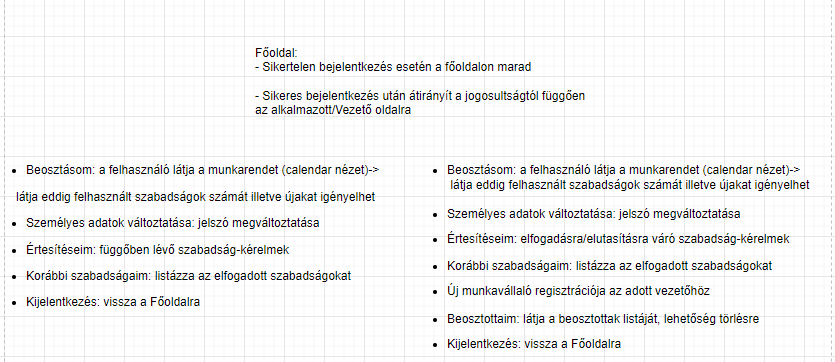 Főoldal:
- Sikertelen bejelentkezés esetén a főoldalon marad
- Sikeres bejelentkezés után átirányít a jogosultságtól függően
az alkalmazott/Vezető oldalra
• Beosztásom: a felhasználó látja a munkarendet (calendar nézet)->
látja eddig felhasznált szabadságok számát illetve újakat igényelhet
• Személyes adatok változtatása: jelszó megváltoztatása
• Értesítéseim: függőben lévő szabadság-kérelmek
• Korábbi szabadságaim: listázza az elfogadott szabadságokat
• Kijelentkezés: vissza a Főoldalra
• Beosztásom: a felhasználó látja a munkarendet (calendar nézet)->
látja eddig felhasznált szabadságok számát illetve újakat igényelhet
• Személyes adatok változtatása: jelszó megváltoztatása
• Értesítéseim: elfogadásra/elutasításra váró szabadság-kérelmek
• Korábbi szabadságaim: listázza az elfogadott szabadságokat
• Új munkavállaló regisztrációja az adott vezetőhöz
• Beosztottaim: látja a beosztottak listáját, lehetőség törlésre
• Kijelentkezés: vissza a Főoldalra